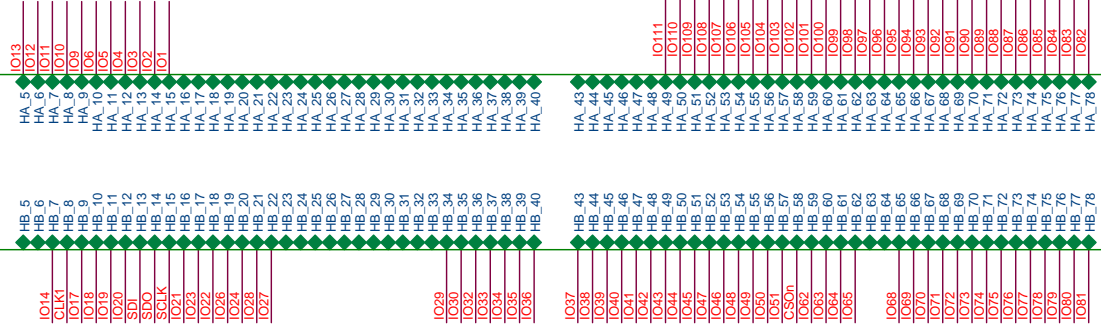 IO13 IO12 IO11 IO10 IO9 IO6 IO5 IO4 IO3 IO2 IO1 IO111 IO110 IO109 IO108 IO107 IO106 IO105 IO104 IO103 IO102 IO101 IO100 IO99 IO98 IO97 IO96 IO95 IO94 IO93 IO92 IO91 IO90 IO89 IO88 IO87 IO86 IO85 IO84 IO83 IO82
HA_5 HA_6 HA_7 HA_8 HA_9 HA_10 HA_11 HA_12 HA_13 HA_14 HA_15 HA_16 HA_17 HA_18 HA_19 HA_20 HA_21 HA_22 HA_23 HA_24 HA_25 HA_26 HA_27 HA_28 HA_29 HA_30 HA_31 HA_32 HA_33 HA_34 HA_35 HA_36 HA_37 HA_38 HA_39 HA_40 HA_43 HA_44 HA_45 HA_46 HA_47 HA_48 HA_49 HA_50 HA_51 HA_52 HA_53 HA_54 HA_55 HA_56 HA_57 HA_58 HA_59 HA_60 HA_61 HA_62 HA_63 HA_64 HA_65 HA_66 HA_67 HA_68 HA_69 HA_70 HA_71 HA_72 HA_73 HA_74 HA_75 HA_76 HA_77 HA_78
HB_5 HB_6 HB_7 HB_8 HB_9 HB_10 HB_11 HB_12 HB_13 HB_14 HB_15 HB_16 HB_17 HB_18 HB_19 HB_20 HB_21 HB_22 HB_23 HB_24 HB_25 HB_26 HB_27 HB_28 HB_29 HB_30 HB_31 HB_32 HB_33 HB_34 HB_35 HB_36 HB_37 HB_38 HB_39 HB_40 HB_43 HB_44 HB_45 HB_46 HB_47 HB_48 HB_49 HB_50 HB_51 HB_52 HB_53 HB_54 HB_55 HB_56 HB_57 HB_58 HB_59 HB_60 HB_61 HB_62 HB_63 HB_64 HB_65 HB_66 HB_67 HB_68 HB_69 HB_70 HB_71 HB_72 HB_73 HB_74 HB_75 HB_76 HB_77 HB_78
IO14 CLK1 IO17 IO18 IO19 IO20 SDI SDO SCLK IO21 IO23 IO22 IO26 IO24 IO28 IO27 IO29 IO30 IO32 IO33 IO34 IO35 IO36 IO37 IO38 IO39 IO40 IO41 IO42 IO43 IO44 IO45 IO47 IO46 IO48 IO49 IO50 IO51 CSOn IO62 IO63 IO64 IO65 IO68 IO69 IO70 IO71 IO72 IO73 IO74 IO75 IO76 IO77 IO78 IO79 IO80 IO81